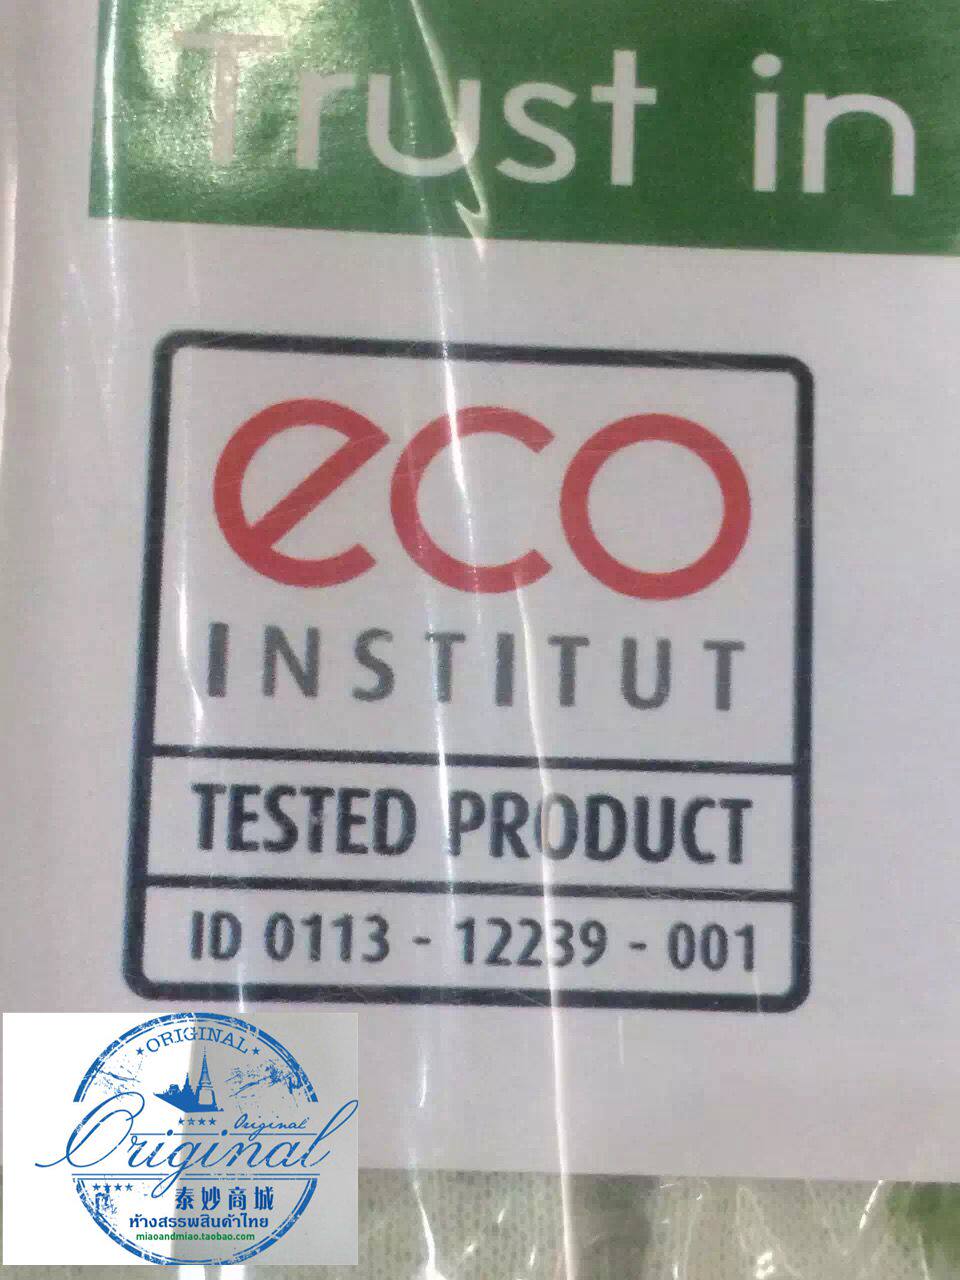 Trust in
eco
INSTITUT
TESTED PRODUCT
ID 0113 - 12239 - 001
ORIGINAL
Original
Original
泰妙商城
ห้างสรรพสินค้าไทย
miaoandmiao.taobao.com